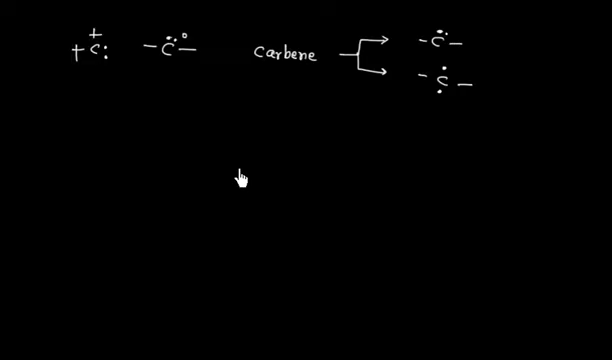 +
+ C: - C̈° - Carbene - C̈ -
- Ċ̣ -